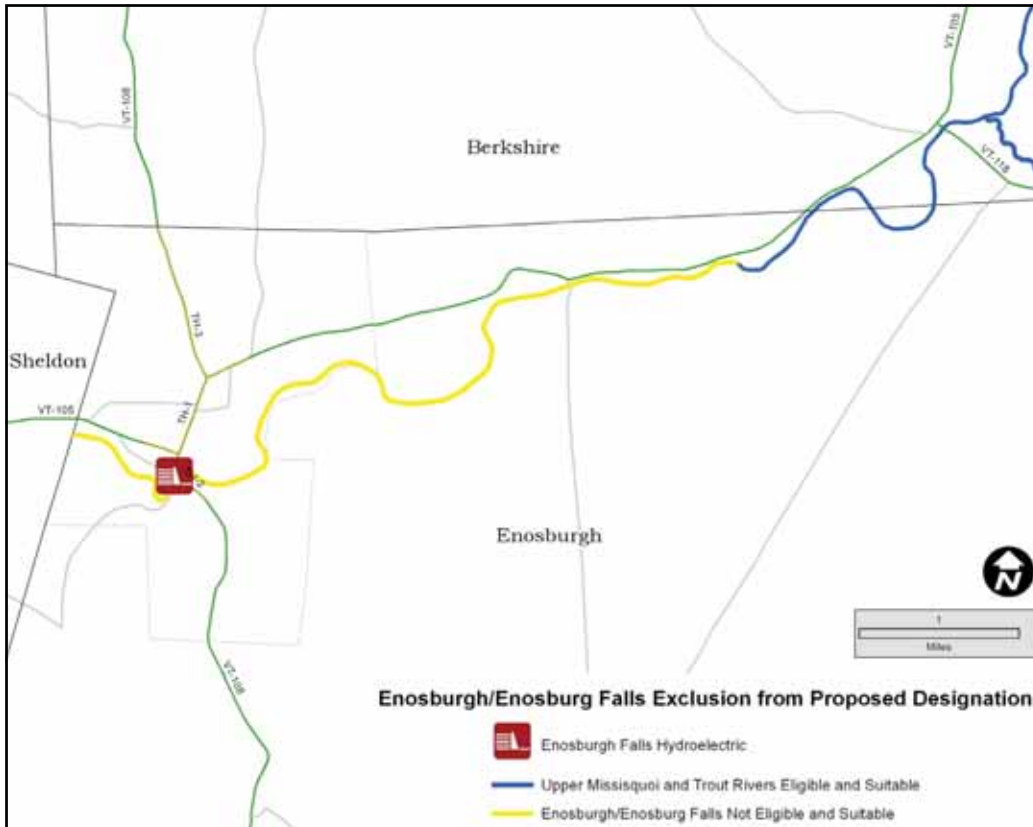 VT-108
VT-105
Berkshire
VT-118
TH-3
Sheldon
VT-105
TH-1
Enosburgh
N
1
Miles
VT-108
Enosburgh/Enosburg Falls Exclusion from Proposed Designation
Enosburgh Falls Hydroelectric
Upper Missisquoi and Trout Rivers Eligible and Suitable
Enosburgh/Enosburg Falls Not Eligible and Suitable